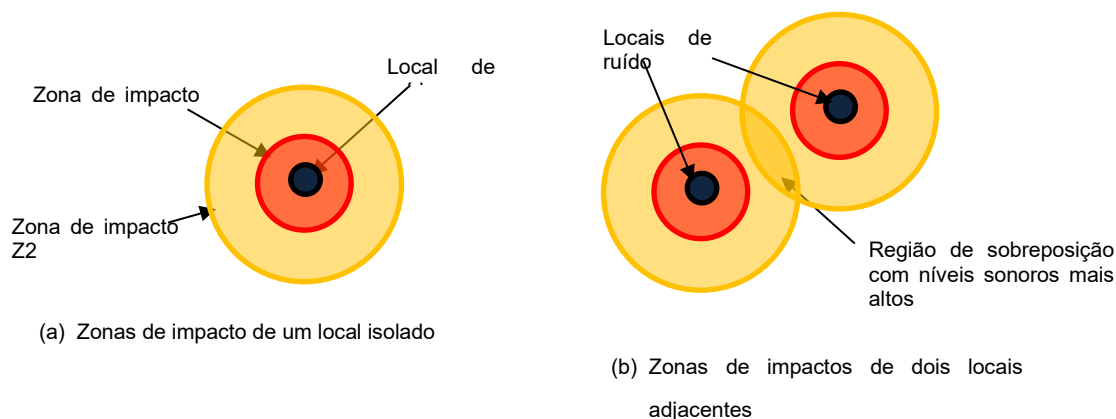 Local de
Zona de impacto
Zona de impacto
Z2
(a) Zonas de impacto de um local isolado
Locais de
ruído
Região de sobreposição
com níveis sonoros mais
altos
(b) Zonas de impactos de dois locais
adjacentes